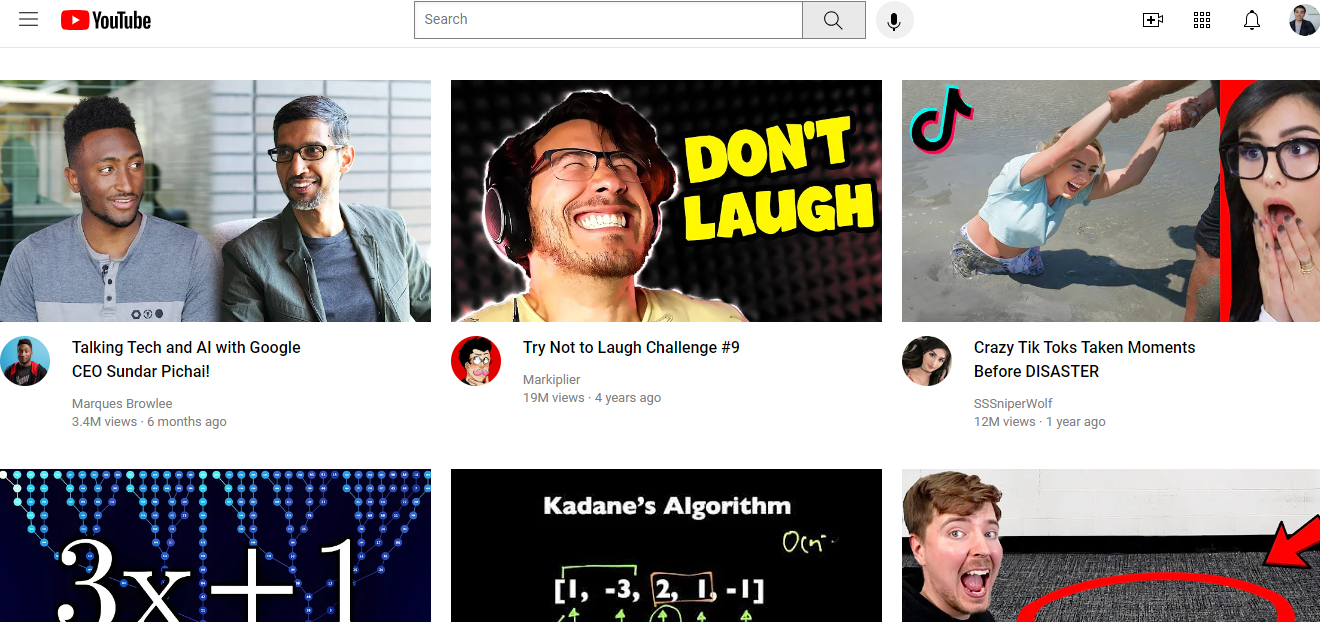 YouTube
Search
DON'T
LAUGH
Talking Tech and AI with Google
CEO Sundar Pichai!
Marques Browlee
3.4M views · 6 months ago
Try Not to Laugh Challenge #9
Markiplier
19M views · 4 years ago
Crazy Tik Toks Taken Moments
Before DISASTER
SSSniperWolf
12M views · 1 year ago
3x+1
Kadane's Algorithm
[1, -3, 2, 1, -1]